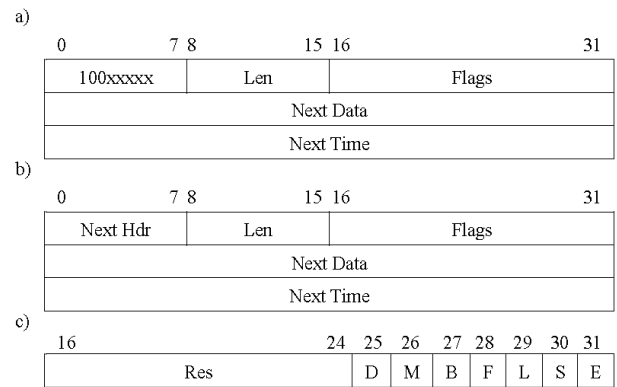 a)
0 7 8 15 16 31
100xxxxx Len Flags
Next Data
Next Time
b)
0 7 8 15 16 31
Next Hdr Len Flags
Next Data
Next Time
c)
16 24 25 26 27 28 29 30 31
Res D M B F L S E